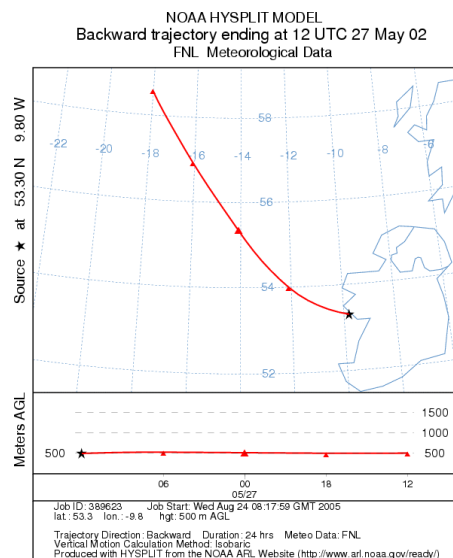 NOAA HYSPLIT MODEL
Backward trajectory ending at 12 UTC 27 May 02
FNL Meteorological Data
Source ★ at 53.30 N 9.80 W
-22 -20 -18 -16 -14 -12 -10 -8 -6
58
56
54
52
Meters AGL
1500
1000
500 500
06 00 18 12
05/27
Job ID: 389623 Job Start: Wed Aug 24 08:17:59 GMT 2005
lat.: 53.3 lon.: -9.8 hgt: 500 m AGL
Trajectory Direction: Backward Duration: 24 hrs Meteo Data: FNL
Vertical Motion Calculation Method: Isobaric
Produced with HYSPLIT from the NOAA ARL Website (http://www.arl.noaa.gov/ready/)